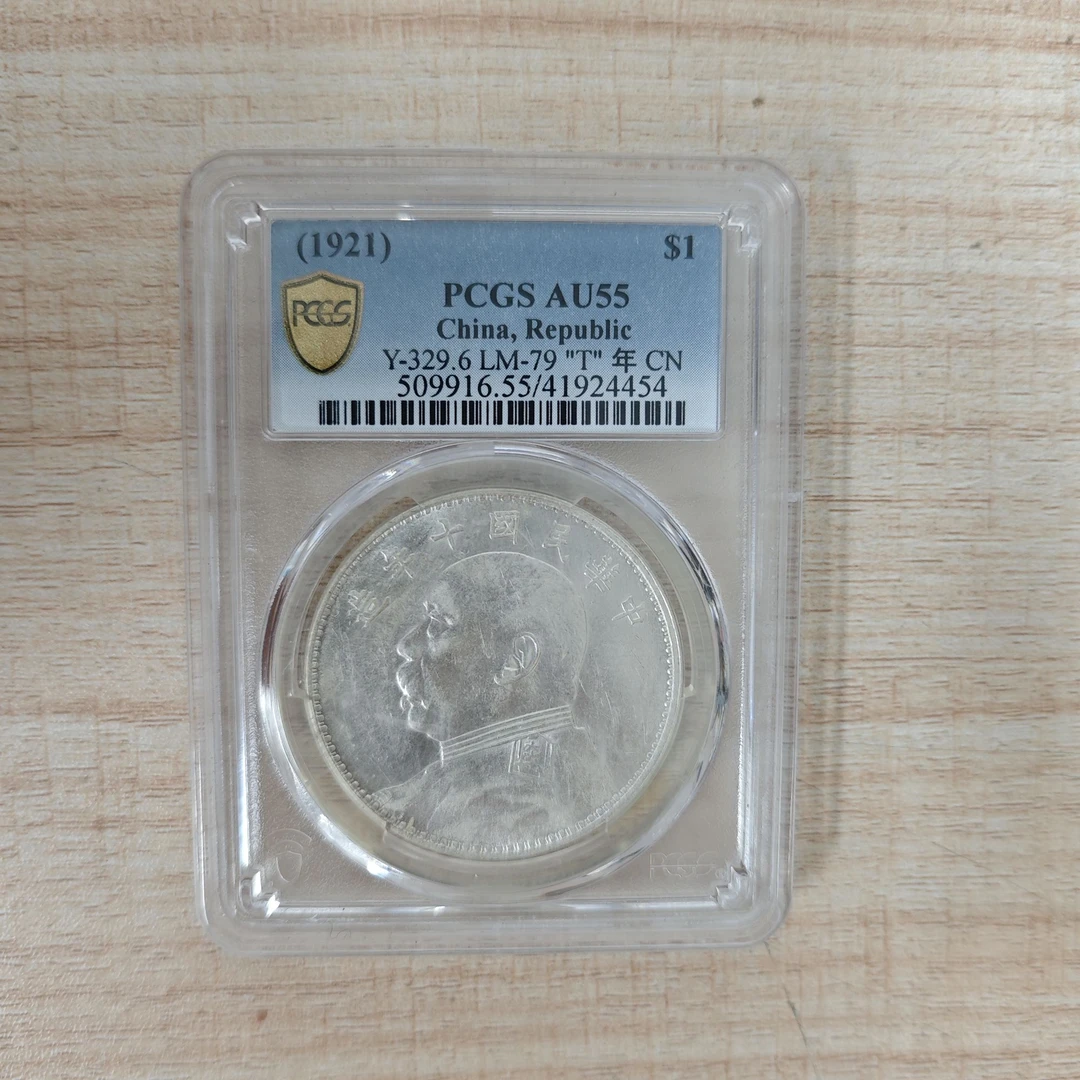 (1921) $1
PCGS
PCGS AU55
China, Republic
Y-329.6 LM-79 "T" 年 CN
509916.55/41924454
造年十國民華中
PCGS